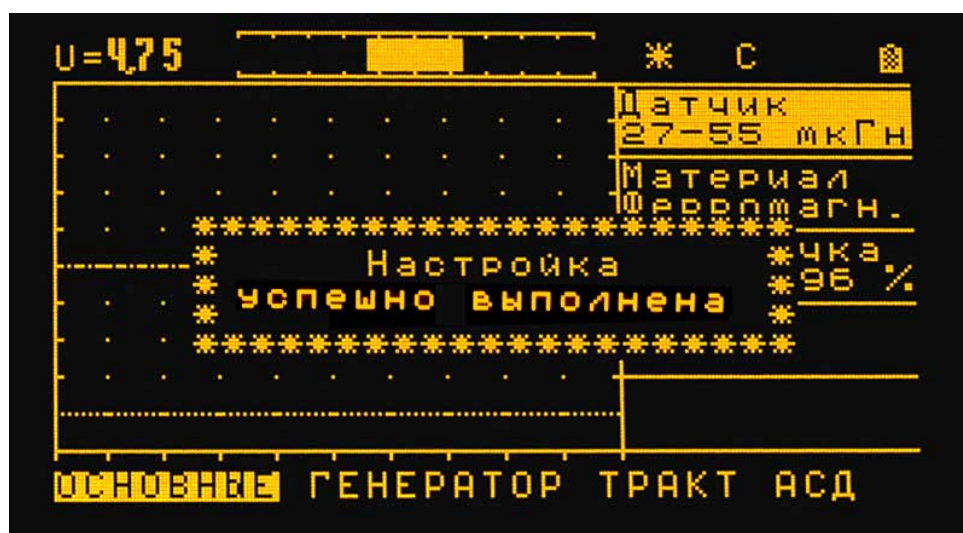 U=4,75 * C
Датчик
27-55 мкГн
Материал
Ферромагн.
чка
96 %
Настройка
успешно выполнена
ОСНОВНЫЕ ГЕНЕРАТОР ТРАКТ АСД